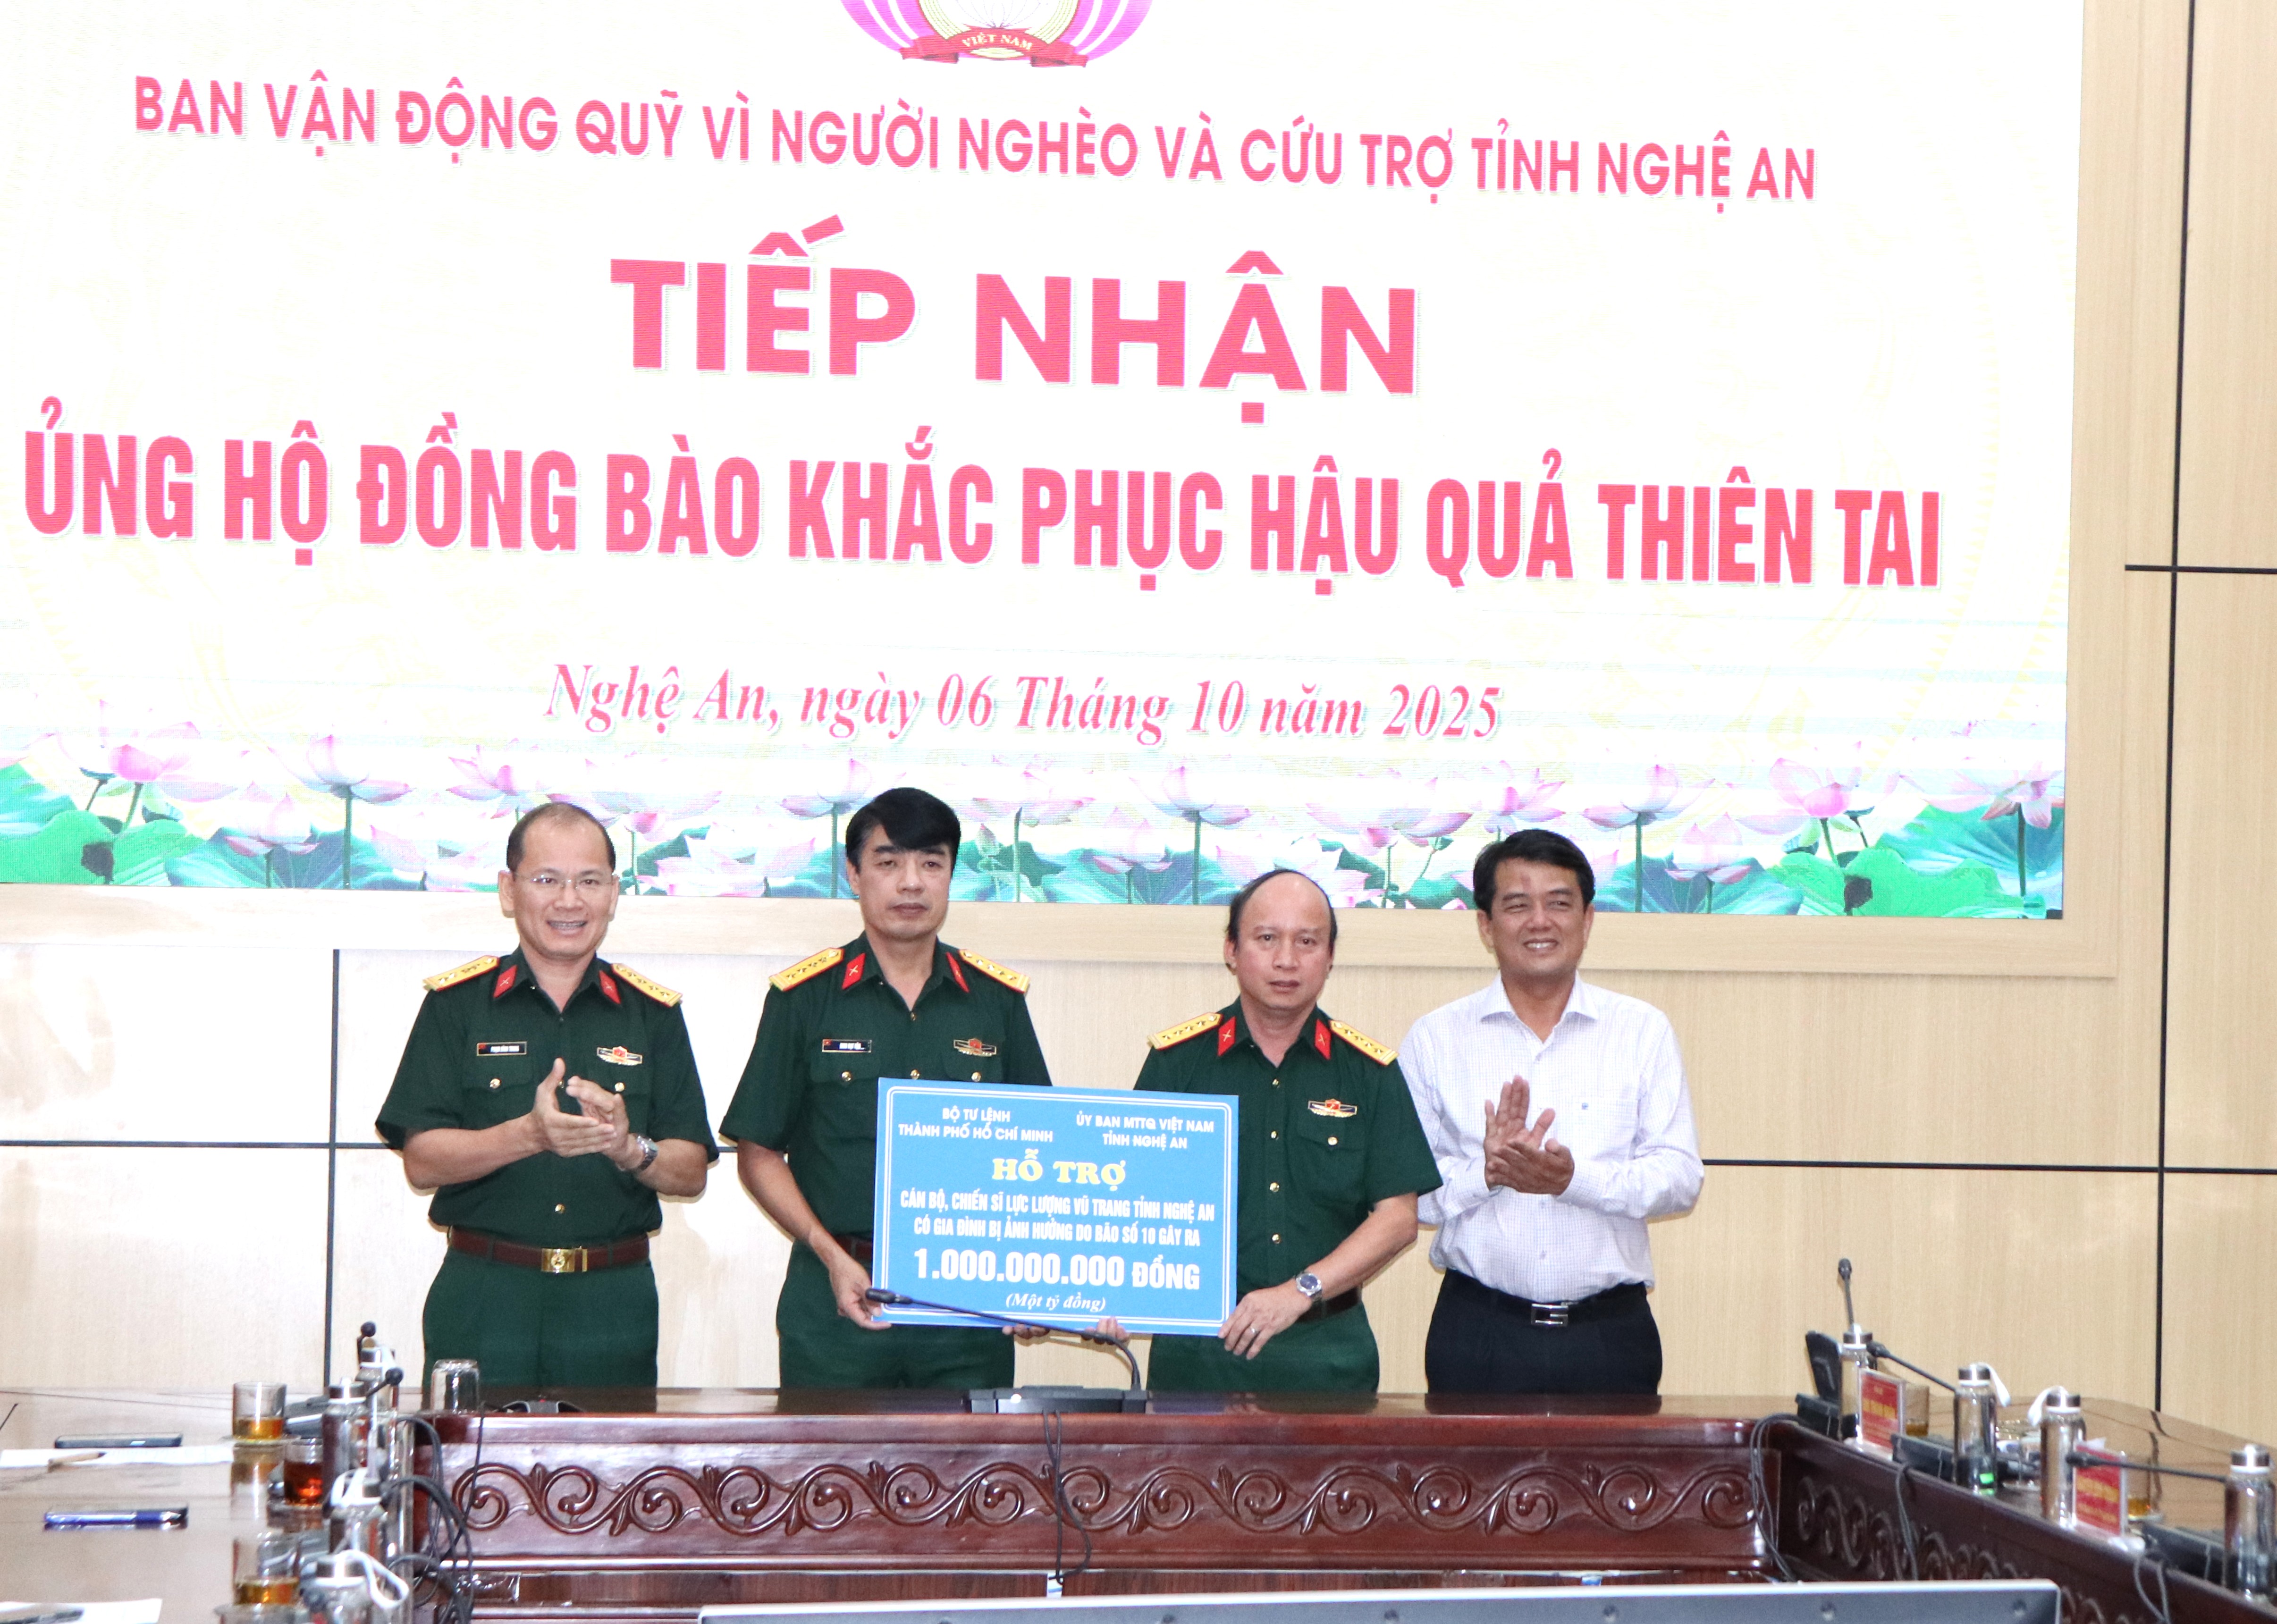 VIỆT NAM
BAN VẬN ĐỘNG QUỸ VÌ NGƯỜI NGHÈO VÀ CỨU TRỢ TỈNH NGHỆ AN
TIẾP NHẬN
ỦNG HỘ ĐỒNG BÀO KHẮC PHỤC HẬU QUẢ THIÊN TAI
Nghệ An, ngày 06 Tháng 10 năm 2025
BỘ TƯ LỆNH
THÀNH PHỐ HỒ CHÍ MINH
ỦY BAN MTTQ VIỆT NAM
TỈNH NGHỆ AN
HỖ TRỢ
CÁN BỘ, CHIẾN SĨ LỰC LƯỢNG VŨ TRANG TỈNH NGHỆ AN
CÓ GIA ĐÌNH BỊ ẢNH HƯỞNG DO BÃO SỐ 10 GÂY RA
1.000.000.000 ĐỒNG
(Một tỷ đồng)